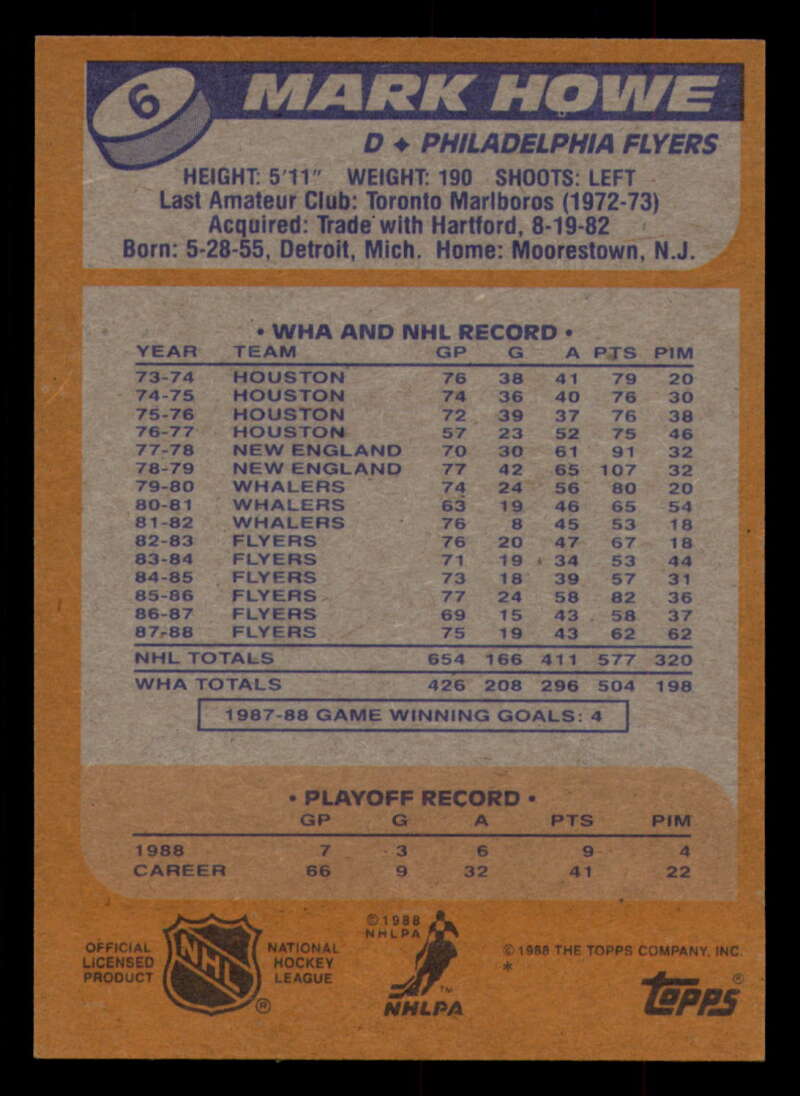 6
MARK HOWE
D ♦ PHILADELPHIA FLYERS
HEIGHT: 5'11" WEIGHT: 190 SHOOTS: LEFT
Last Amateur Club: Toronto Marlboros (1972-73)
Acquired: Trade with Hartford, 8-19-82
Born: 5-28-55, Detroit, Mich. Home: Moorestown, N.J.
• WHA AND NHL RECORD •
YEAR TEAM GP G A PTS PIM
73-74 HOUSTON 76 38 41 79 20
74-75 HOUSTON 74 36 40 76 30
75-76 HOUSTON 72 39 37 76 38
76-77 HOUSTON 57 23 52 75 46
77-78 NEW ENGLAND 70 30 61 91 32
78-79 NEW ENGLAND 77 42 65 107 32
79-80 WHALERS 74 24 56 80 20
80-81 WHALERS 63 19 46 65 54
81-82 WHALERS 76 8 45 53 18
82-83 FLYERS 76 20 47 67 18
83-84 FLYERS 71 19 34 53 44
84-85 FLYERS 73 18 39 57 31
85-86 FLYERS 77 24 58 82 36
86-87 FLYERS 69 15 43 58 37
87-88 FLYERS 75 19 43 62 62
NHL TOTALS 654 166 411 577 320
WHA TOTALS 426 208 296 504 198
1987-88 GAME WINNING GOALS: 4
• PLAYOFF RECORD •
GP G A PTS PIM
1988 7 3 6 9 4
CAREER 66 9 32 41 22
OFFICIAL
LICENSED
PRODUCT
NHL
®
NATIONAL
HOCKEY
LEAGUE
© 1988
NHLPA
TM
NHLPA
© 1988 THE TOPPS COMPANY, INC.
*
topps®